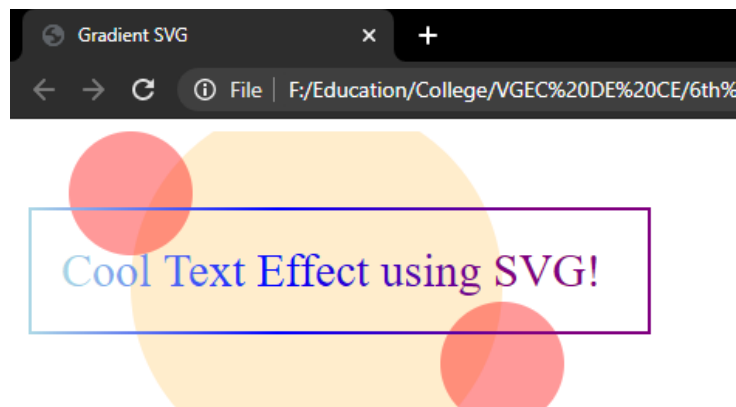 Gradient SVG
File F:/Education/College/VGEC%20DE%20CE/6th%
Cool Text Effect using SVG!